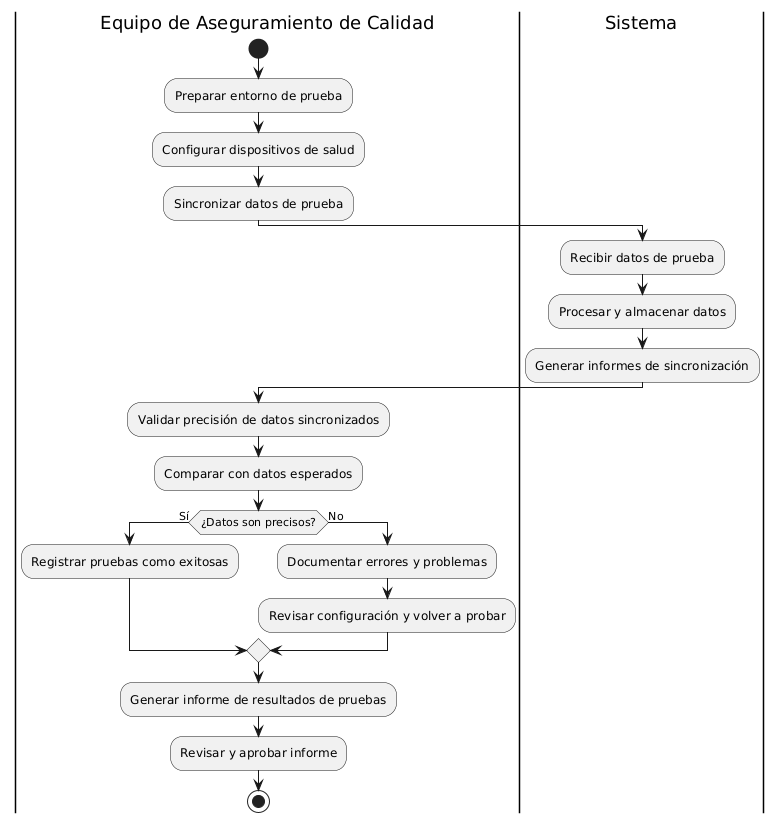 Equipo de Aseguramiento de Calidad
Sistema
Preparar entorno de prueba
Configurar dispositivos de salud
Sincronizar datos de prueba
Recibir datos de prueba
Procesar y almacenar datos
Generar informes de sincronización
Validar precisión de datos sincronizados
Comparar con datos esperados
Sí
¿Datos son precisos?
No
Registrar pruebas como exitosas
Documentar errores y problemas
Revisar configuración y volver a probar
Generar informe de resultados de pruebas
Revisar y aprobar informe